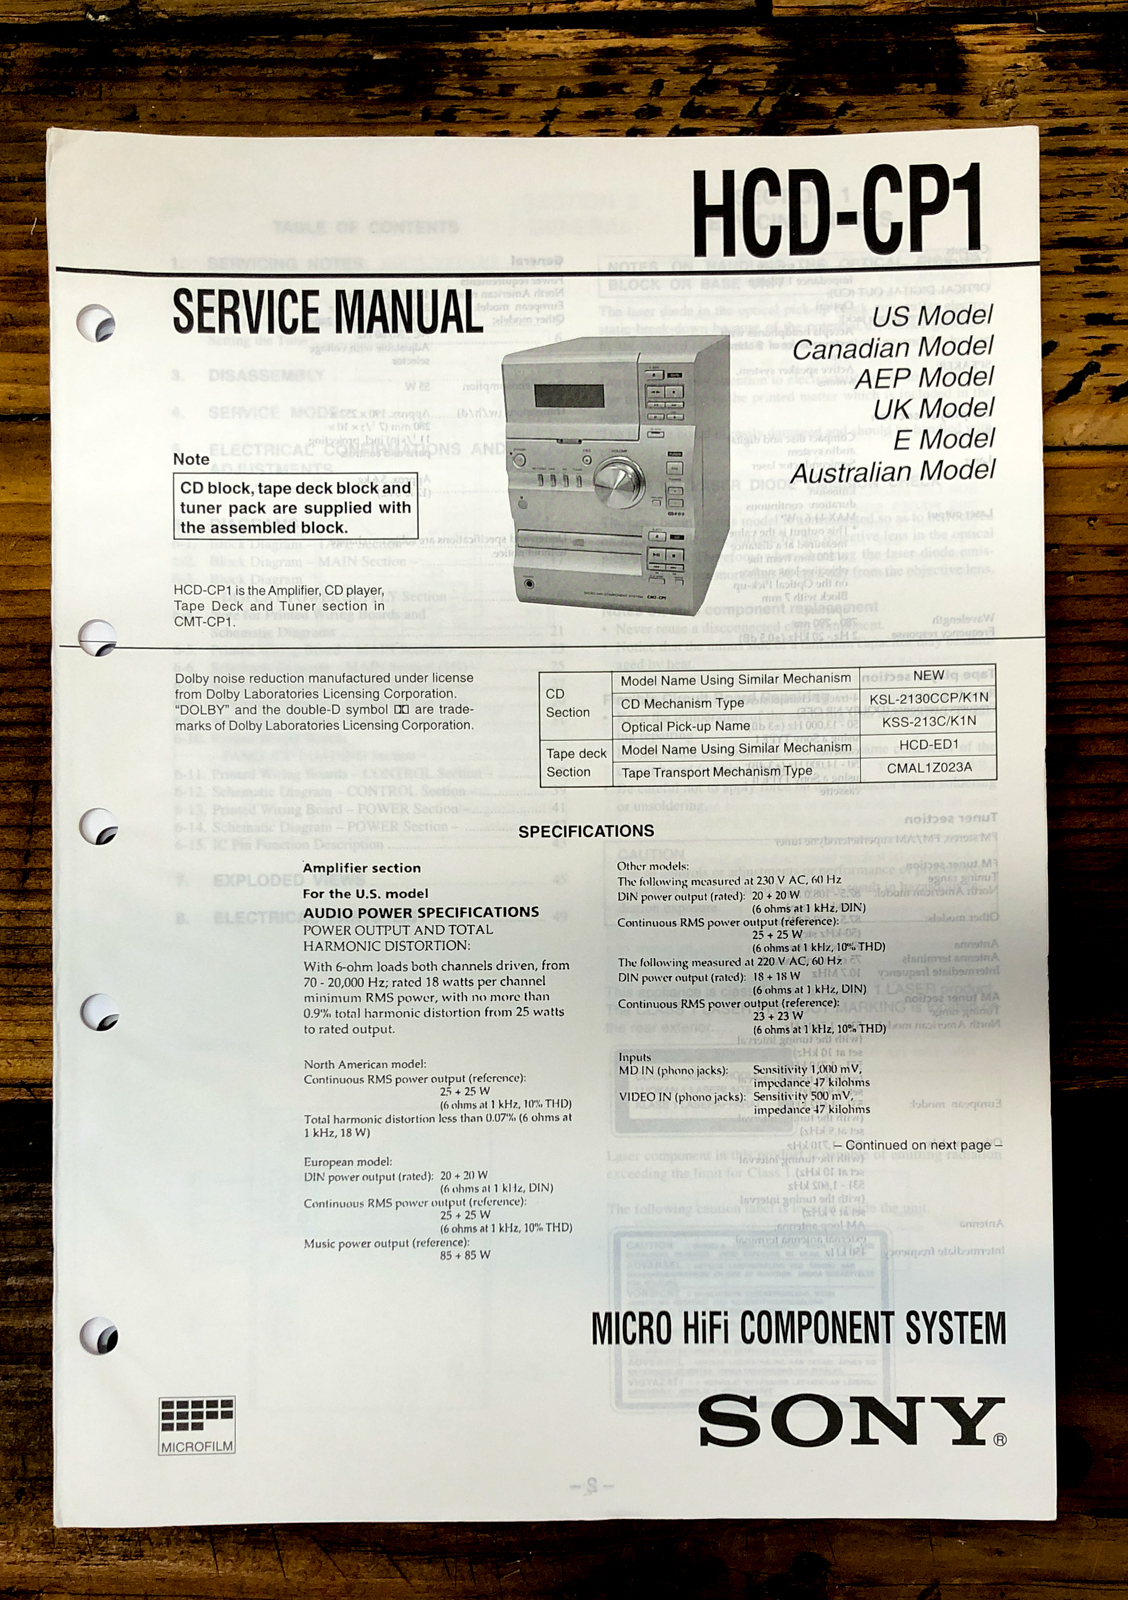 HCD-CP1
SERVICE MANUAL
US Model
Canadian Model
AEP Model
UK Model
E Model
Australian Model
Note
CD block, tape deck block and
tuner pack are supplied with
the assembled block.
HCD-CP1 is the Amplifier, CD player,
Tape Deck and Tuner section in
CMT-CP1.
Dolby noise reduction manufactured under license
from Dolby Laboratories Licensing Corporation.
“DOLBY” and the double-D symbol are trade-
marks of Dolby Laboratories Licensing Corporation.
CD
Section
Model Name Using Similar Mechanism NEW
CD Mechanism Type KSL-2130CCP/K1N
Optical Pick-up Name KSS-213C/K1N
Tape deck
Section
Model Name Using Similar Mechanism HCD-ED1
Tape Transport Mechanism Type CMAL1Z023A
SPECIFICATIONS
Amplifier section
For the U.S. model
AUDIO POWER SPECIFICATIONS
POWER OUTPUT AND TOTAL
HARMONIC DISTORTION:
With 6-ohm loads both channels driven, from
70 - 20,000 Hz; rated 18 watts per channel
minimum RMS power, with no more than
0.9% total harmonic distortion from 25 watts
to rated output.
North American model:
Continuous RMS power output (reference):
25 + 25 W
(6 ohms at 1 kHz, 10% THD)
Total harmonic distortion less than 0.07% (6 ohms at
1 kHz, 18 W)
European model:
DIN power output (rated): 20 + 20 W
(6 ohms at 1 kHz, DIN)
Continuous RMS power output (reference):
25 + 25 W
(6 ohms at 1 kHz, 10% THD)
Music power output (reference):
85 + 85 W
Other models:
The following measured at 230 V AC, 60 Hz
DIN power output (rated): 20 + 20 W
(6 ohms at 1 kHz, DIN)
Continuous RMS power output (reference):
25 + 25 W
(6 ohms at 1 kHz, 10% THD)
The following measured at 220 V AC, 60 Hz
DIN power output (rated): 18 + 18 W
(6 ohms at 1 kHz, DIN)
Continuous RMS power output (reference):
23 + 23 W
(6 ohms at 1 kHz, 10% THD)
Inputs
MD IN (phono jacks): Sensitivity 1,000 mV,
impedance 47 kilohms
VIDEO IN (phono jacks): Sensitivity 500 mV,
impedance 47 kilohms
– Continued on next page –
MICRO HiFi COMPONENT SYSTEM
SONY®
MICROFILM